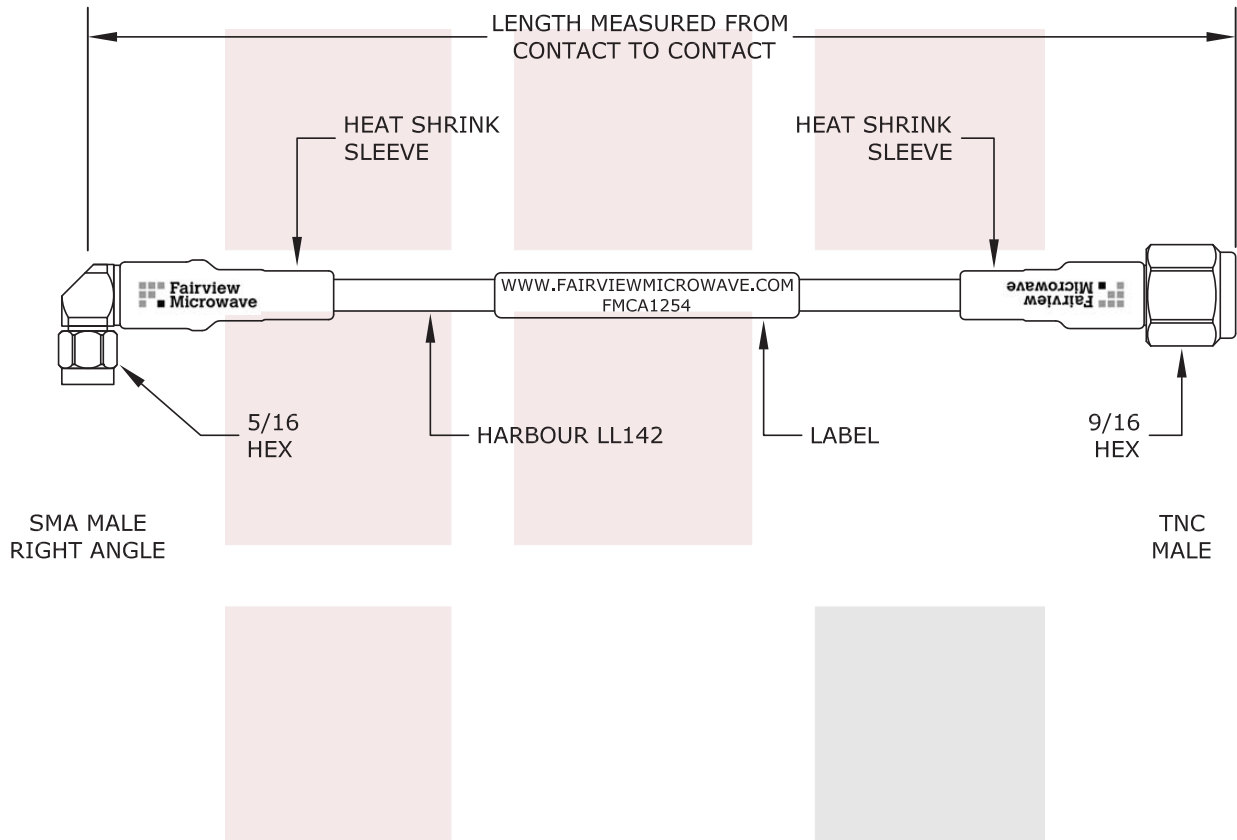 LENGTH MEASURED FROM
CONTACT TO CONTACT
HEAT SHRINK
SLEEVE
HEAT SHRINK
SLEEVE
Fairview
Microwave
WWW.FAIRVIEWMICROWAVE.COM
FMCA1254
Fairview
Microwave
5/16
HEX
HARBOUR LL142
LABEL
9/16
HEX
SMA MALE
RIGHT ANGLE
TNC
MALE